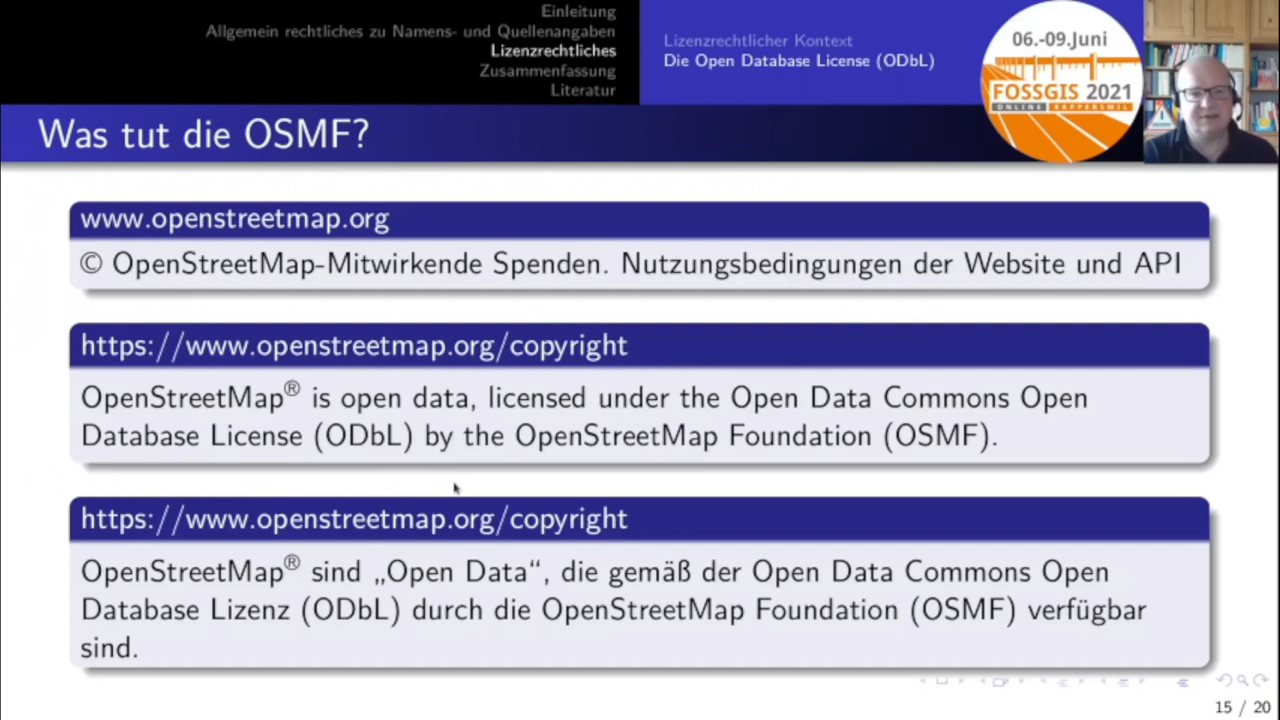 Einleitung
Allgemein rechtliches zu Namens- und Quellenangaben
Lizenzrechtliches
Zusammenfassung
Literatur
Lizenzrechtlicher Kontext
Die Open Database License (ODbL)
06.-09.Juni
FOSSGIS 2021
ONLINE RAPPERSWIL
Was tut die OSMF?
www.openstreetmap.org
© OpenStreetMap-Mitwirkende Spenden. Nutzungsbedingungen der Website und API
https://www.openstreetmap.org/copyright
OpenStreetMap® is open data, licensed under the Open Data Commons Open
Database License (ODbL) by the OpenStreetMap Foundation (OSMF).
https://www.openstreetmap.org/copyright
OpenStreetMap® sind „Open Data“, die gemäß der Open Data Commons Open
Database Lizenz (ODbL) durch die OpenStreetMap Foundation (OSMF) verfügbar
sind.
15 / 20